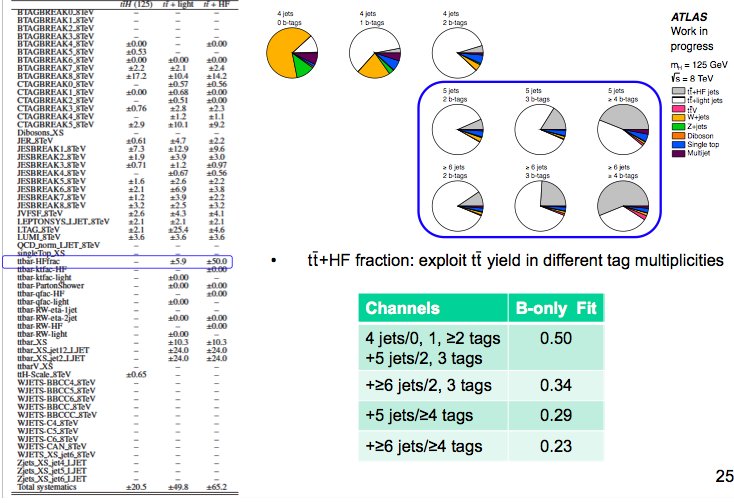 tt̄H (125) tt̄ + light tt̄ + HF
BTAGBREAK0_8TeV – – –
BTAGBREAK1_8TeV – – –
BTAGBREAK2_8TeV – – –
BTAGBREAK3_8TeV – – –
BTAGBREAK4_8TeV ±0.00 – ±0.00
BTAGBREAK5_8TeV ±0.53 – –
BTAGBREAK6_8TeV ±0.00 ±0.00 ±0.00
BTAGBREAK7_8TeV ±2.2 ±2.1 ±2.4
BTAGBREAK8_8TeV ±17.2 ±10.4 ±14.2
CTAGBREAK0_8TeV – ±0.57 ±0.56
CTAGBREAK1_8TeV ±0.00 ±0.68 ±0.00
CTAGBREAK2_8TeV – ±0.51 ±0.00
CTAGBREAK3_8TeV ±0.76 ±2.8 ±2.3
CTAGBREAK4_8TeV – ±1.2 ±1.1
CTAGBREAK5_8TeV ±2.9 ±10.1 ±9.2
Dibosons_XS – – –
JER_8TeV ±0.61 ±4.7 ±2.2
JESBREAK1_8TeV ±7.3 ±12.9 ±9.6
JESBREAK2_8TeV ±1.9 ±3.9 ±3.0
JESBREAK3_8TeV ±0.71 ±1.2 ±0.97
JESBREAK4_8TeV – ±0.67 ±0.56
JESBREAK5_8TeV ±1.6 ±2.6 ±2.2
JESBREAK6_8TeV ±2.1 ±6.9 ±3.8
JESBREAK7_8TeV ±1.2 ±3.9 ±2.2
JESBREAK8_8TeV ±3.2 ±2.5 ±3.2
JVFSF_8TeV ±2.6 ±4.3 ±4.1
LEPTONSYS_LJET_8TeV ±2.1 ±2.1 ±2.1
LTAG_8TeV ±2.1 ±25.4 ±4.6
LUMI_8TeV ±3.6 ±3.6 ±3.6
QCD_norm_LJET_8TeV – – –
singleTop_XS – – –
ttbar-HFfrac – ±5.9 ±50.0
ttbar-ktfac-HF – – ±0.00
ttbar-ktfac-light – ±0.00 –
ttbar-PartonShower – ±0.00 ±0.00
ttbar-qfac-HF – – ±0.00
ttbar-qfac-light – ±0.00 –
ttbar-RW-eta-1jet – – –
ttbar-RW-eta-2jet – ±0.00 ±0.00
ttbar-RW-HF – – ±0.00
ttbar-RW-light – ±0.00 –
ttbar_XS – ±10.3 ±10.3
ttbar_XS_jet12_LJET – ±24.0 ±24.0
ttbar_XS_jet2_LJET – ±24.0 ±24.0
ttbarV_XS – – –
ttH-Scale_8TeV ±0.65 – –
WJETS-BBCC4_8TeV – – –
WJETS-BBCC5_8TeV – – –
WJETS-BBCC6_8TeV – – –
WJETS-BBCC_8TeV – – –
WJETS-BBCCC_8TeV – – –
WJETS-C4_8TeV – – –
WJETS-C5_8TeV – – –
WJETS-C6_8TeV – – –
WJETS-CAN_8TeV – – –
WJETS_XS_jet6_8TeV – – –
Zjets_XS_jet4_LJET – – –
Zjets_XS_jet5_LJET – – –
Zjets_XS_jet6_LJET – – –
Total systematics ±20.5 ±49.8 ±65.2
4 jets
0 b-tags
4 jets
1 b-tags
4 jets
2 b-tags
5 jets
2 b-tags
5 jets
3 b-tags
5 jets
≥ 4 b-tags
≥ 6 jets
2 b-tags
≥ 6 jets
3 b-tags
≥ 6 jets
≥ 4 b-tags
ATLAS
Work in
progress
mH = 125 GeV
√s = 8 TeV
tt̄+HF jets
tt̄+light jets
tt̄V
W+jets
Z+jets
Diboson
Single top
Multijet
• tt̄+HF fraction: exploit tt̄ yield in different tag multiplicities
Channels B-only Fit
4 jets/0, 1, ≥2 tags 0.50
+5 jets/2, 3 tags
+≥6 jets/2, 3 tags 0.34
+5 jets/≥4 tags 0.29
+≥6 jets/≥4 tags 0.23
25